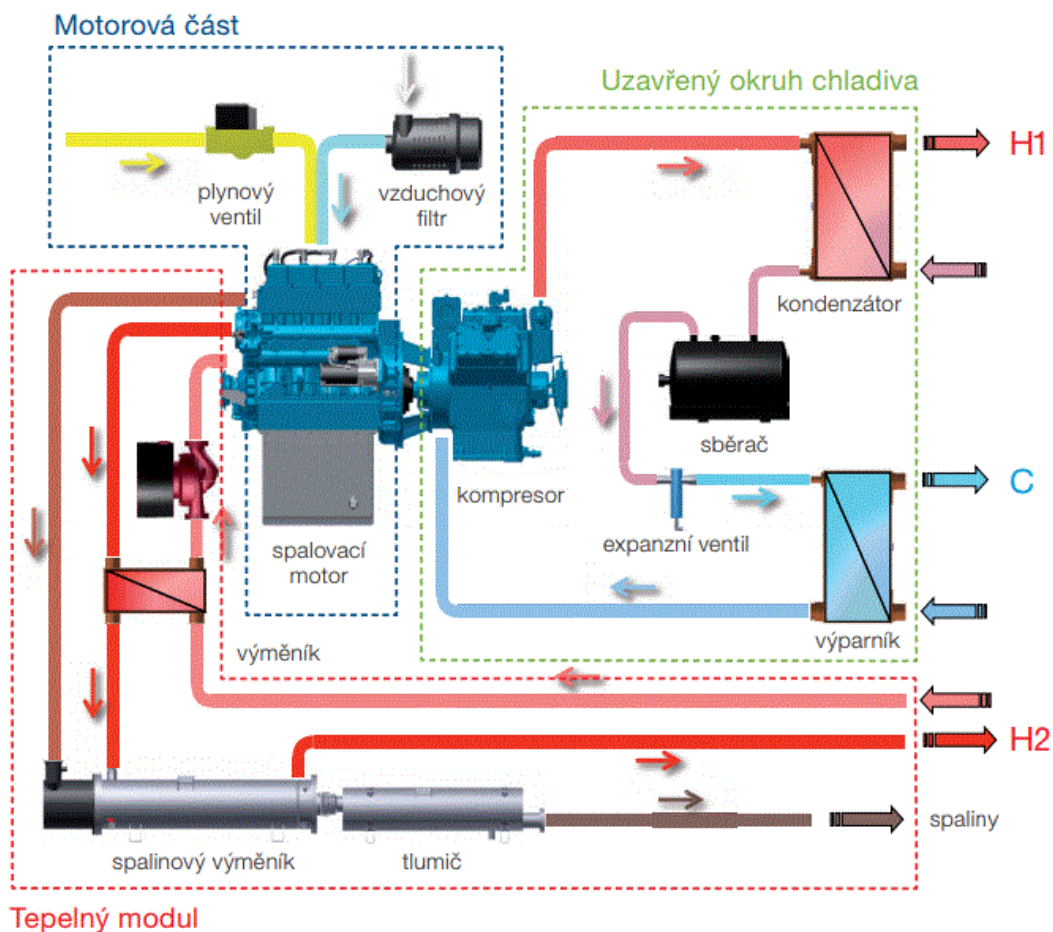 Motorová část
Uzavřený okruh chladiva
H1
plynový
ventil
vzduchový
filtr
kondenzátor
sběrač
C
kompresor
expanzní ventil
spalovací
motor
výparník
výměník
H2
spaliny
spalinový výměník
tlumič
Tepelný modul